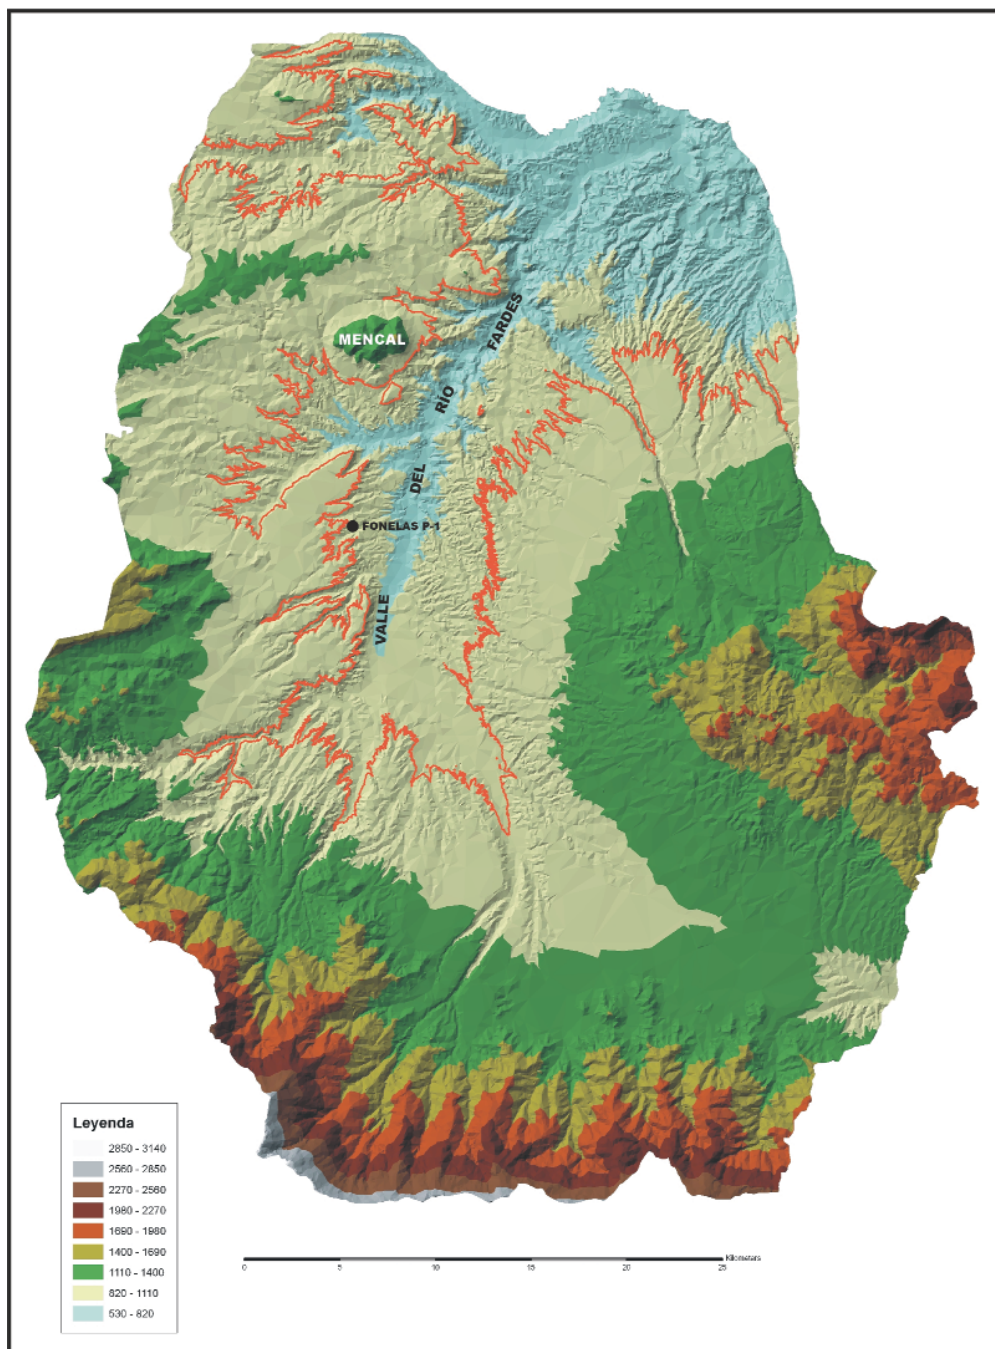 MENCAL
FARDES
RÍO
DEL
VALLE
FONELAS P-1
Leyenda
2850 - 3140
2560 - 2850
2270 - 2560
1980 - 2270
1690 - 1980
1400 - 1690
1110 - 1400
820 - 1110
530 - 820
Kilometers
0 5 10 15 20 25